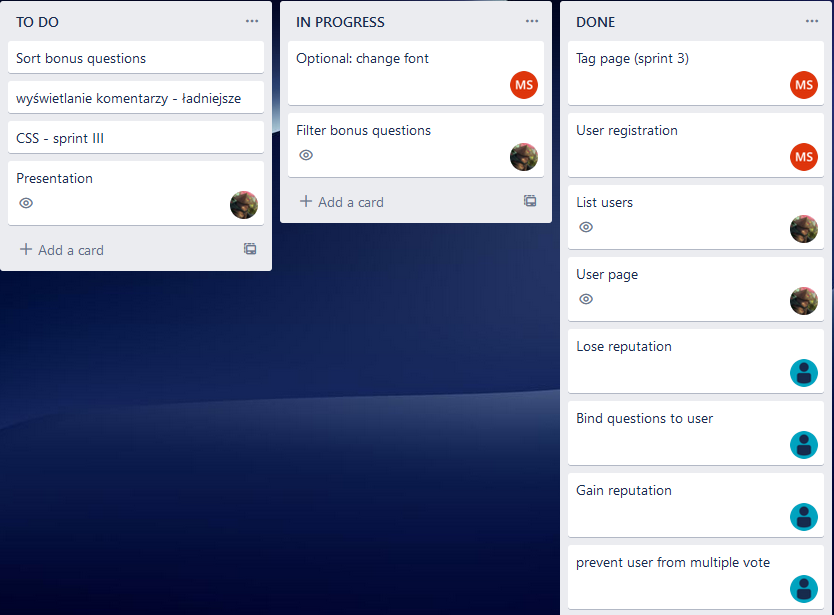 TO DO
Sort bonus questions
wyświetlanie komentarzy - ładniejsze
CSS - sprint III
Presentation
Add a card
IN PROGRESS
Optional: change font
MS
Filter bonus questions
Add a card
DONE
Tag page (sprint 3)
MS
User registration
MS
List users
User page
Lose reputation
Bind questions to user
Gain reputation
prevent user from multiple vote